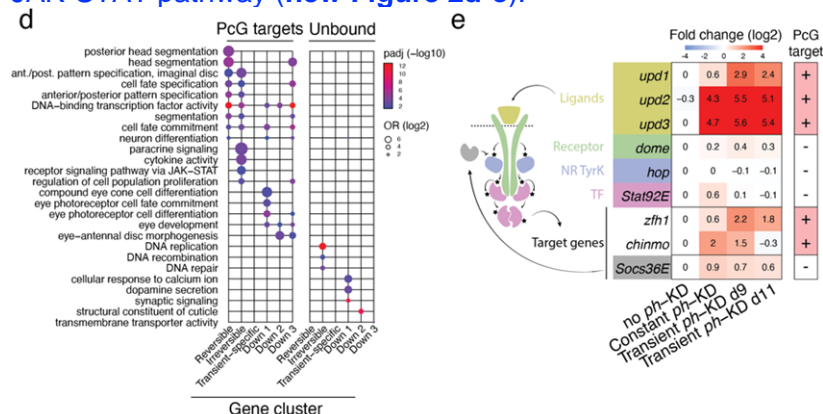 JAK-STAT pathway (new Figure 2d-e).
d
PcG targets Unbound
posterior head segmentation
head segmentation
ant./post. pattern specification, imaginal disc
cell fate specification
anterior/posterior pattern specification
DNA-binding transcription factor activity
segmentation
cell fate commitment
neuron differentiation
paracrine signaling
cytokine activity
receptor signaling pathway via JAK-STAT
regulation of cell population proliferation
compound eye cone cell differentiation
eye photoreceptor cell fate commitment
eye photoreceptor cell differentiation
eye development
eye-antennal disc morphogenesis
DNA replication
DNA recombination
DNA repair
cellular response to calcium ion
dopamine secretion
synaptic signaling
structural constituent of cuticle
transmembrane transporter activity
Reversible
Irreversible
Transient-specific
Down 1
Down 2
Down 3
Reversible
Irreversible
Transient-specific
Down 1
Down 2
Down 3
Gene cluster
padj (-log10)
12
10
8
6
4
2
OR (log2)
6
4
2
e
Fold change (log2)
-4 -2 0 2 4
PcG
target
Ligands
Receptor
NR TyrK
TF
Target genes
upd1 0 0.6 2.9 2.4 +
upd2 -0.3 4.3 5.5 5.1 +
upd3 0 4.7 5.6 5.4 +
dome 0 0.2 0.4 0.3 -
hop 0 0 -0.1 -0.1 -
Stat92E 0 0.6 0.1 -0.1 -
zfh1 0 0.6 2.2 1.8 +
chinmo 0 2 1.5 -0.3 +
Socs36E 0 0.9 0.7 0.6 -
no ph-KD
Constant ph-KD
Transient ph-KD d9
Transient ph-KD d11